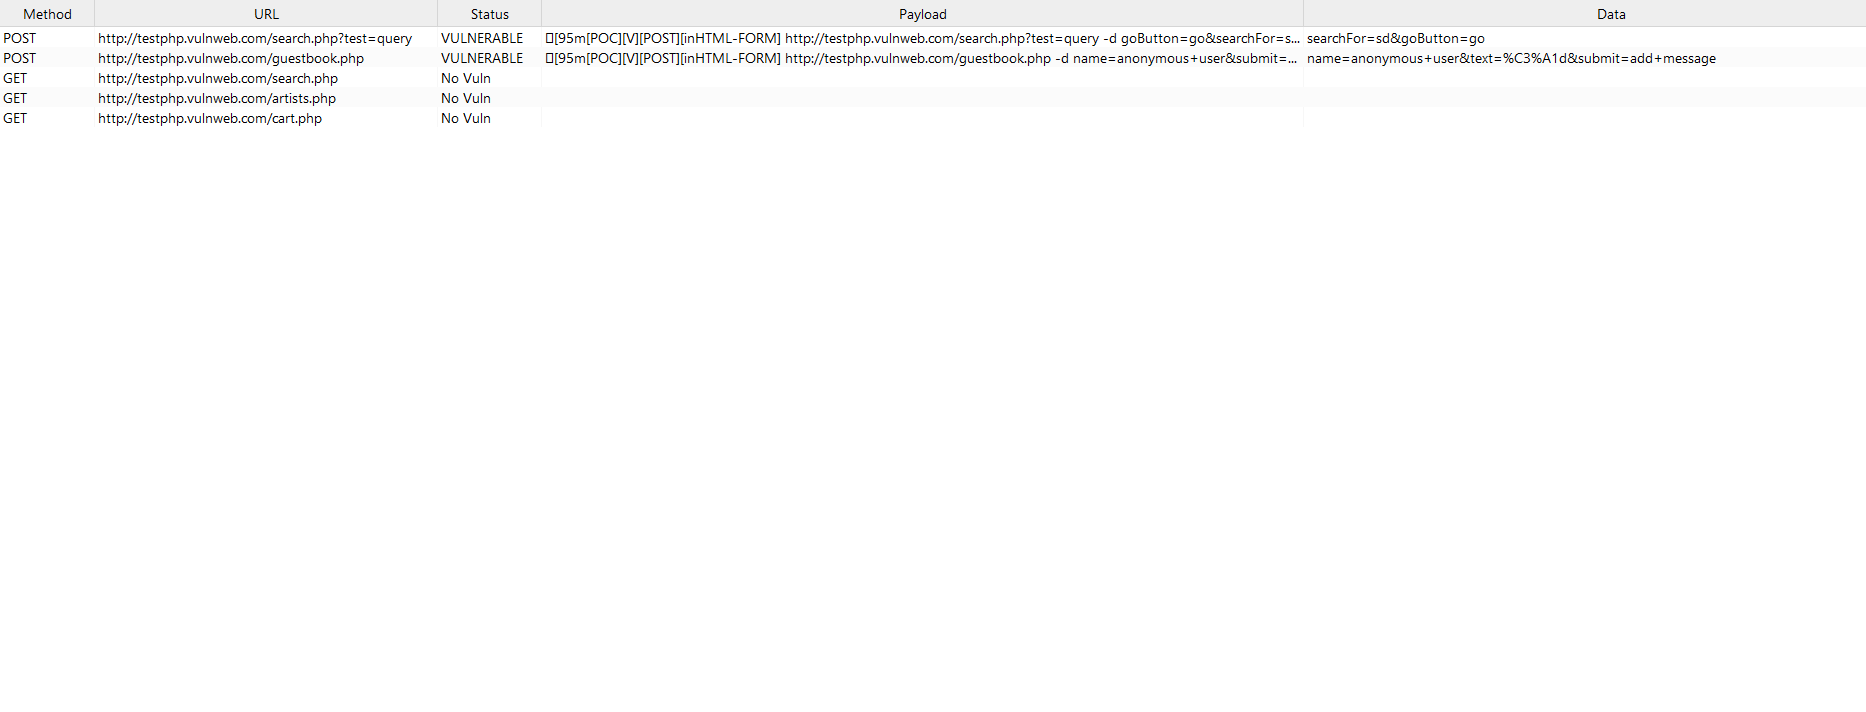 Method URL Status Payload Data
POST http://testphp.vulnweb.com/search.php?test=query VULNERABLE [95m[POC][V][POST][inHTML-FORM] http://testphp.vulnweb.com/search.php?test=query -d goButton=go&searchFor=s... searchFor=sd&goButton=go
POST http://testphp.vulnweb.com/guestbook.php VULNERABLE [95m[POC][V][POST][inHTML-FORM] http://testphp.vulnweb.com/guestbook.php -d name=anonymous+user&submit=... name=anonymous+user&text=%C3%A1d&submit=add+message
GET http://testphp.vulnweb.com/search.php No Vuln
GET http://testphp.vulnweb.com/artists.php No Vuln
GET http://testphp.vulnweb.com/cart.php No Vuln